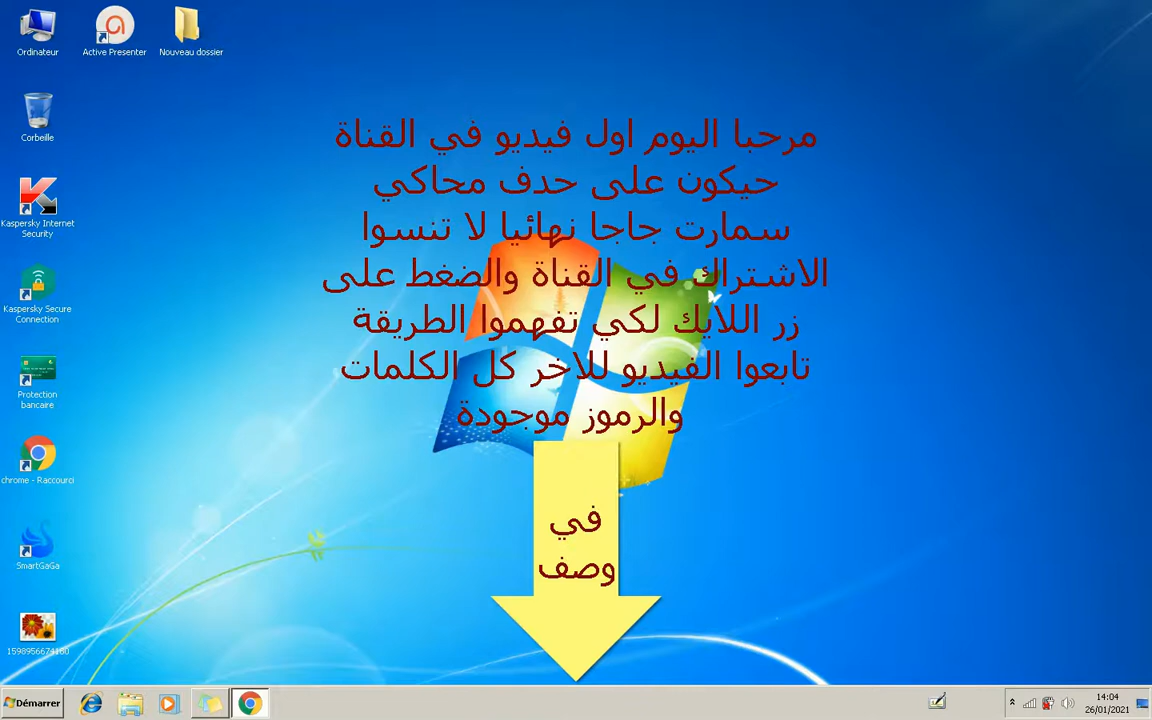 Ordinateur
Active Presenter
Nouveau dossier
Corbeille
Kaspersky Internet
Security
Kaspersky Secure
Connection
Protection
bancaire
chrome - Raccourci
SmartGaGa
1598956674160
مرحبا اليوم اول فيديو في القناة
حيكون على حدف محاكي
سمارت جاجا نهائيا لا تنسوا
الاشتراك في القناة والضغط على
زر اللايك لكي تفهموا الطريقة
تابعوا الفيديو للاخر كل الكلمات
والرموز موجودة
في
وصف
Démarrer
14:04
26/01/2021